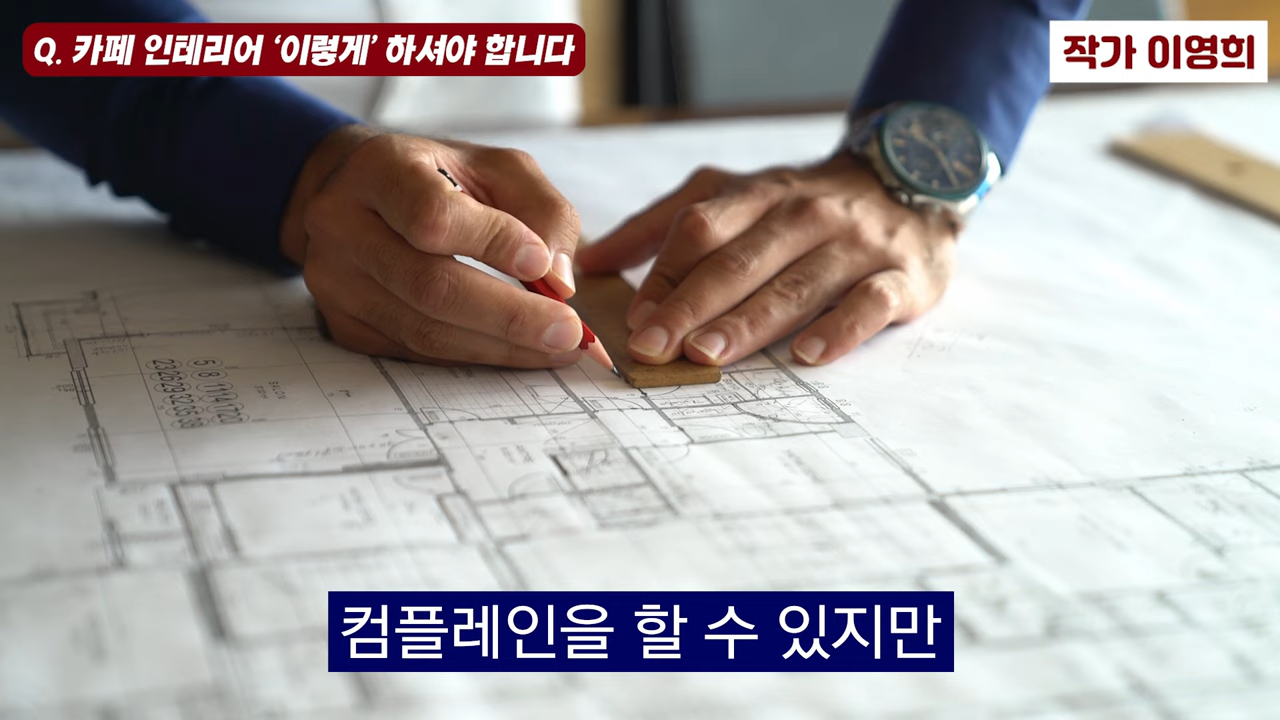 Q. 카페 인테리어 ‘이렇게’ 하셔야 합니다
작가 이영희
컴플레인을 할 수 있지만